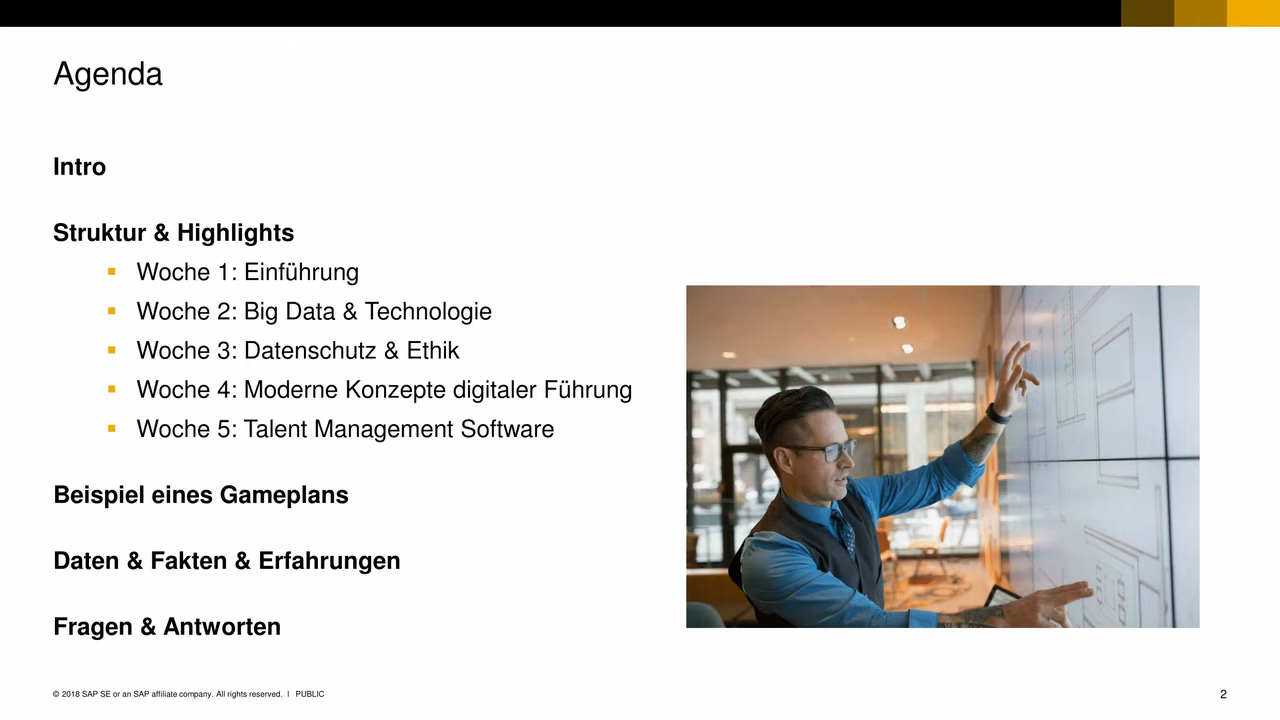 Agenda
Intro
Struktur & Highlights
Woche 1: Einführung
Woche 2: Big Data & Technologie
Woche 3: Datenschutz & Ethik
Woche 4: Moderne Konzepte digitaler Führung
Woche 5: Talent Management Software
Beispiel eines Gameplans
Daten & Fakten & Erfahrungen
Fragen & Antworten
© 2018 SAP SE or an SAP affiliate company. All rights reserved. | PUBLIC
2